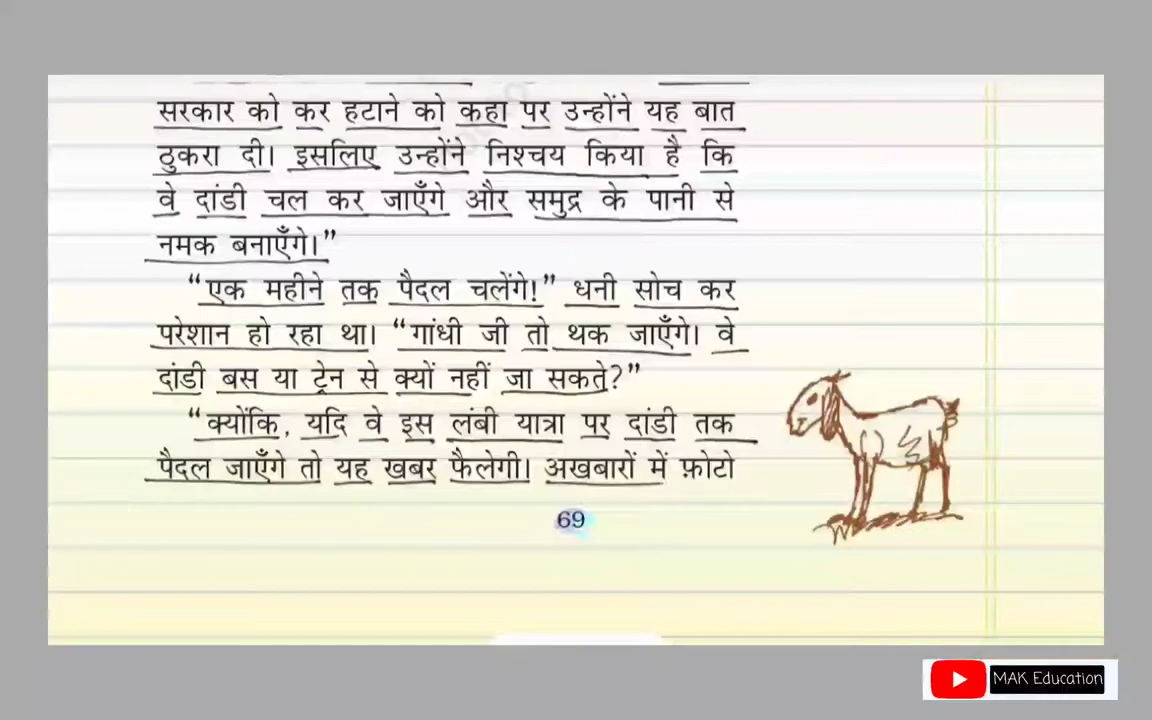 सरकार को कर हटाने को कहा पर उन्होंने यह बात
ठुकरा दी। इसलिए उन्होंने निश्चय किया है कि
वे दांडी चल कर जाएँगे और समुद्र के पानी से
नमक बनाएँगे।”
“एक महीने तक पैदल चलेंगे!” धनी सोच कर
परेशान हो रहा था। “गांधी जी तो थक जाएँगे। वे
दांडी बस या ट्रेन से क्यों नहीं जा सकते?”
“क्योंकि, यदि वे इस लंबी यात्रा पर दांडी तक
पैदल जाएँगे तो यह खबर फैलेगी। अखबारों में फ़ोटो
69
MAK Education